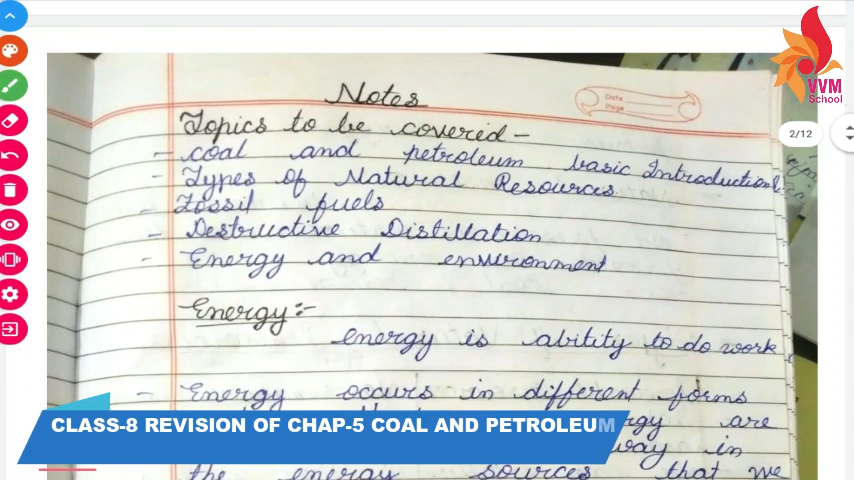 VVM
School
2/12
Notes
Date
Page
Topics to be covered -
- coal and petroleum basic Introduction
- Types of Natural Resources
- Fossil fuels
- Destructive Distillation
- Energy and environment
Energy :-
energy is abitity to do work
- Energy occurs in different forms
are
way in
the energy sources that we
CLASS-8 REVISION OF CHAP-5 COAL AND PETROLEUM